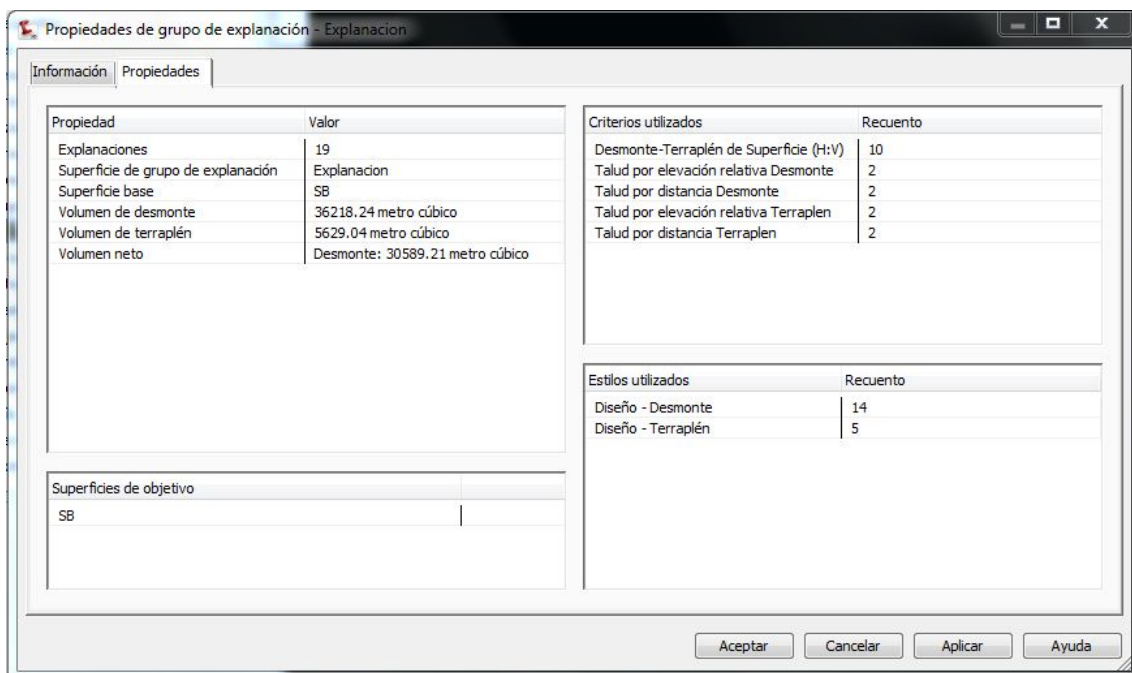 Propiedades de grupo de explanación - Explanacion
Información Propiedades
Propiedad Valor
Explanaciones 19
Superficie de grupo de explanación Explanacion
Superficie base SB
Volumen de desmonte 36218.24 metro cúbico
Volumen de terraplén 5629.04 metro cúbico
Volumen neto Desmonte: 30589.21 metro cúbico
Superficies de objetivo
SB
Criterios utilizados Recuento
Desmonte-Terraplén de Superficie (H:V) 10
Talud por elevación relativa Desmonte 2
Talud por distancia Desmonte 2
Talud por elevación relativa Terraplen 2
Talud por distancia Terraplen 2
Estilos utilizados Recuento
Diseño - Desmonte 14
Diseño - Terraplén 5
Aceptar Cancelar Aplicar Ayuda